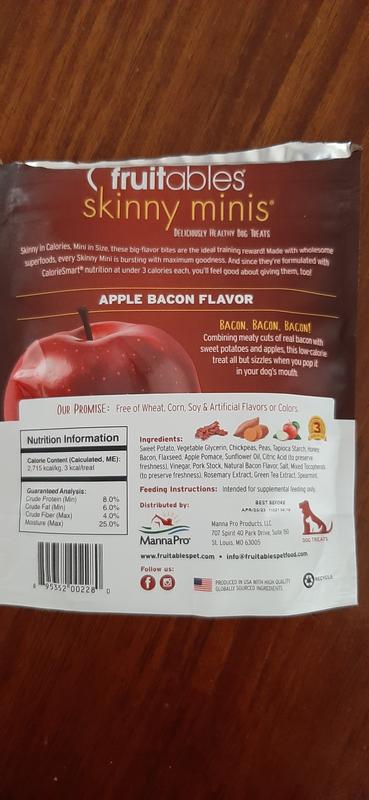 fruitables®
skinny minis®
Deliciously Healthy Dog Treats
Skinny in Calories, Mini in Size, these big-flavor bites are the ideal training reward! Made with wholesome
superfoods, every Skinny Mini is bursting with maximum goodness. And since they're formulated with
CalorieSmart® nutrition at under 3 calories each, you'll feel good about giving them, too!
APPLE BACON FLAVOR
Bacon, Bacon, Bacon!
Combining meaty cuts of real bacon with
sweet potatoes and apples, this low-calorie
treat all but sizzles when you pop it
in your dog's mouth.
Our Promise: Free of Wheat, Corn, Soy & Artificial Flavors or Colors.
Nutrition Information
Calorie Content (Calculated, ME):
2,715 kcal/kg, 3 kcal/treat
Guaranteed Analysis:
Crude Protein (Min) 8.0%
Crude Fat (Min) 6.0%
Crude Fiber (Max) 4.0%
Moisture (Max) 25.0%
3
Ingredients:
Sweet Potato, Vegetable Glycerin, Chickpeas, Peas, Tapioca Starch, Honey
Bacon, Flaxseed, Apple Pomace, Sunflower Oil, Citric Acid (to preserve
freshness), Vinegar, Pork Stock, Natural Bacon Flavor, Salt, Mixed Tocopherols
(to preserve freshness), Rosemary Extract, Green Tea Extract, Spearmint.
Feeding Instructions: Intended for supplemental feeding only.
Distributed by:
MannaPro®
BEST BEFORE
Manna Pro Products, LLC
707 Spirit 40 Park Drive, Suite 150
St. Louis, MO 63005
DOG TREATS
www.fruitablespet.com • info@fruitablespetfood.com
Follow us:
PRODUCED IN USA WITH HIGH QUALITY
GLOBALLY SOURCED INGREDIENTS
RECYCLE
8 95352 00228 0